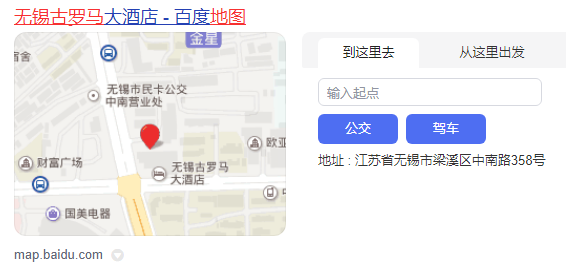 无锡古罗马大酒店 - 百度地图
金星
到这里去
从这里出发
无锡市民卡公交
中南营业处
输入起点
公交
驾车
欧亚
财富广场
无锡古罗马
大酒店
地址 : 江苏省无锡市梁溪区中南路358号
国美电器
map.baidu.com